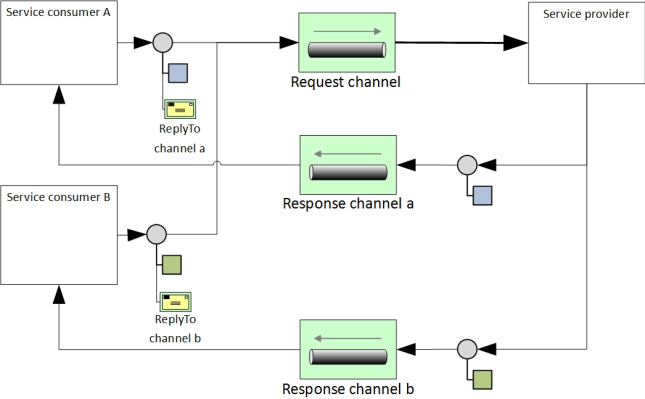 Service consumer A
Service provider
Request channel
ReplyTo
channel a
Response channel a
Service consumer B
ReplyTo
channel b
Response channel b